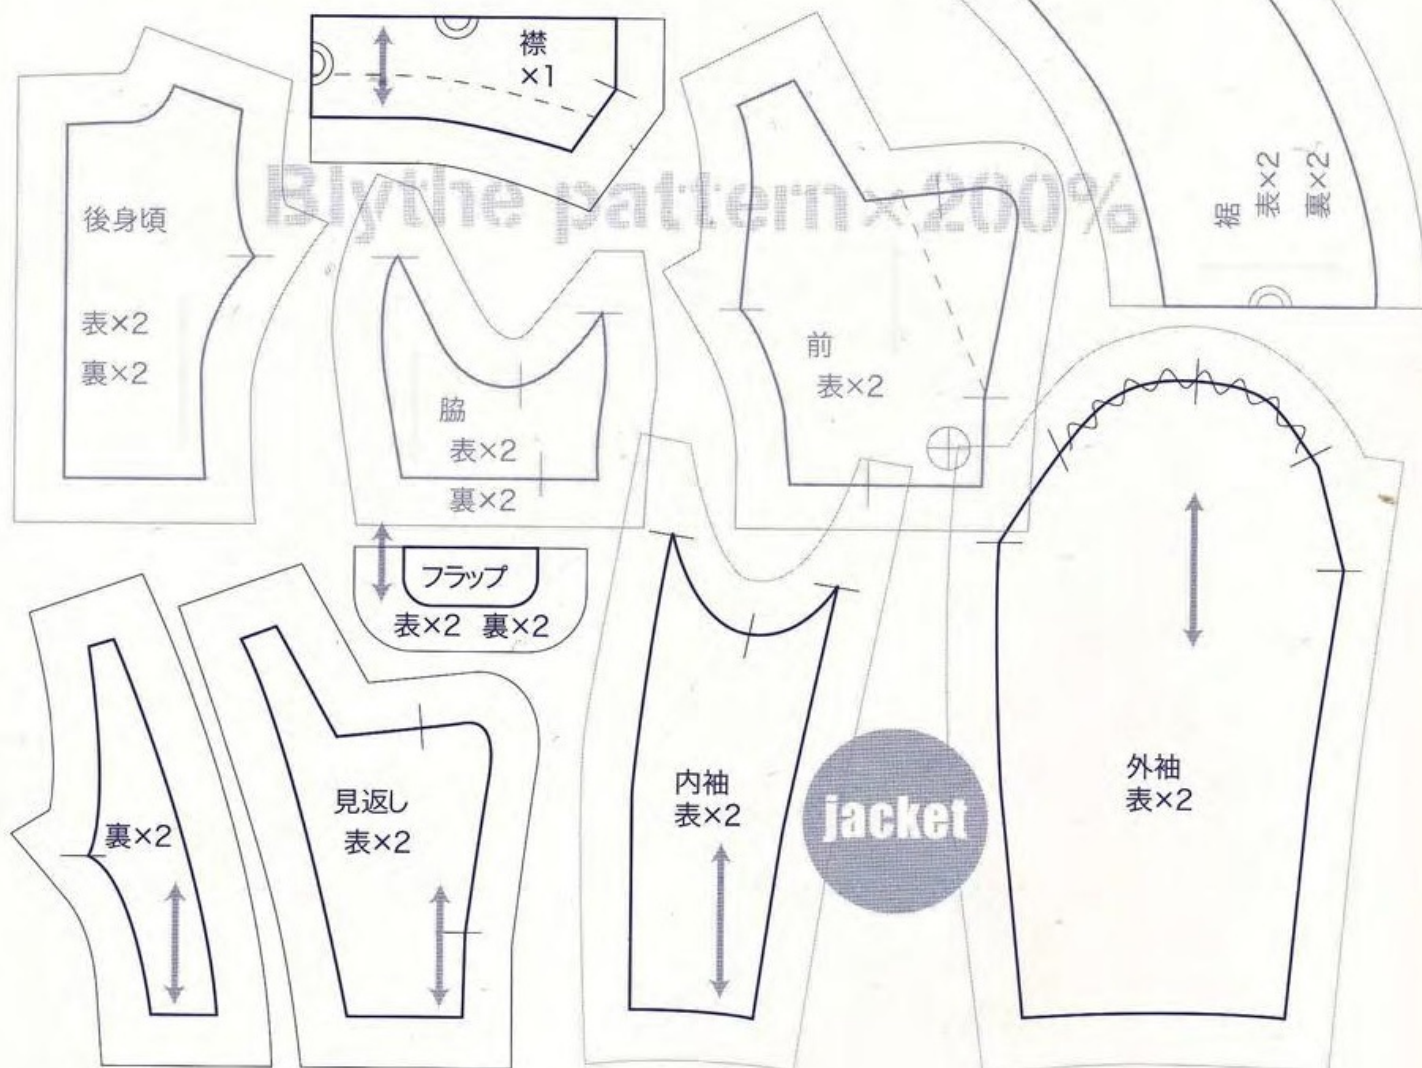 襟
×1
Blythe pattern×200%
後身頃
表×2
裏×2
脇
表×2
裏×2
前
表×2
裾
表×2
裏×2
フラップ
表×2 裏×2
裏×2
見返し
表×2
内袖
表×2
jacket
外袖
表×2